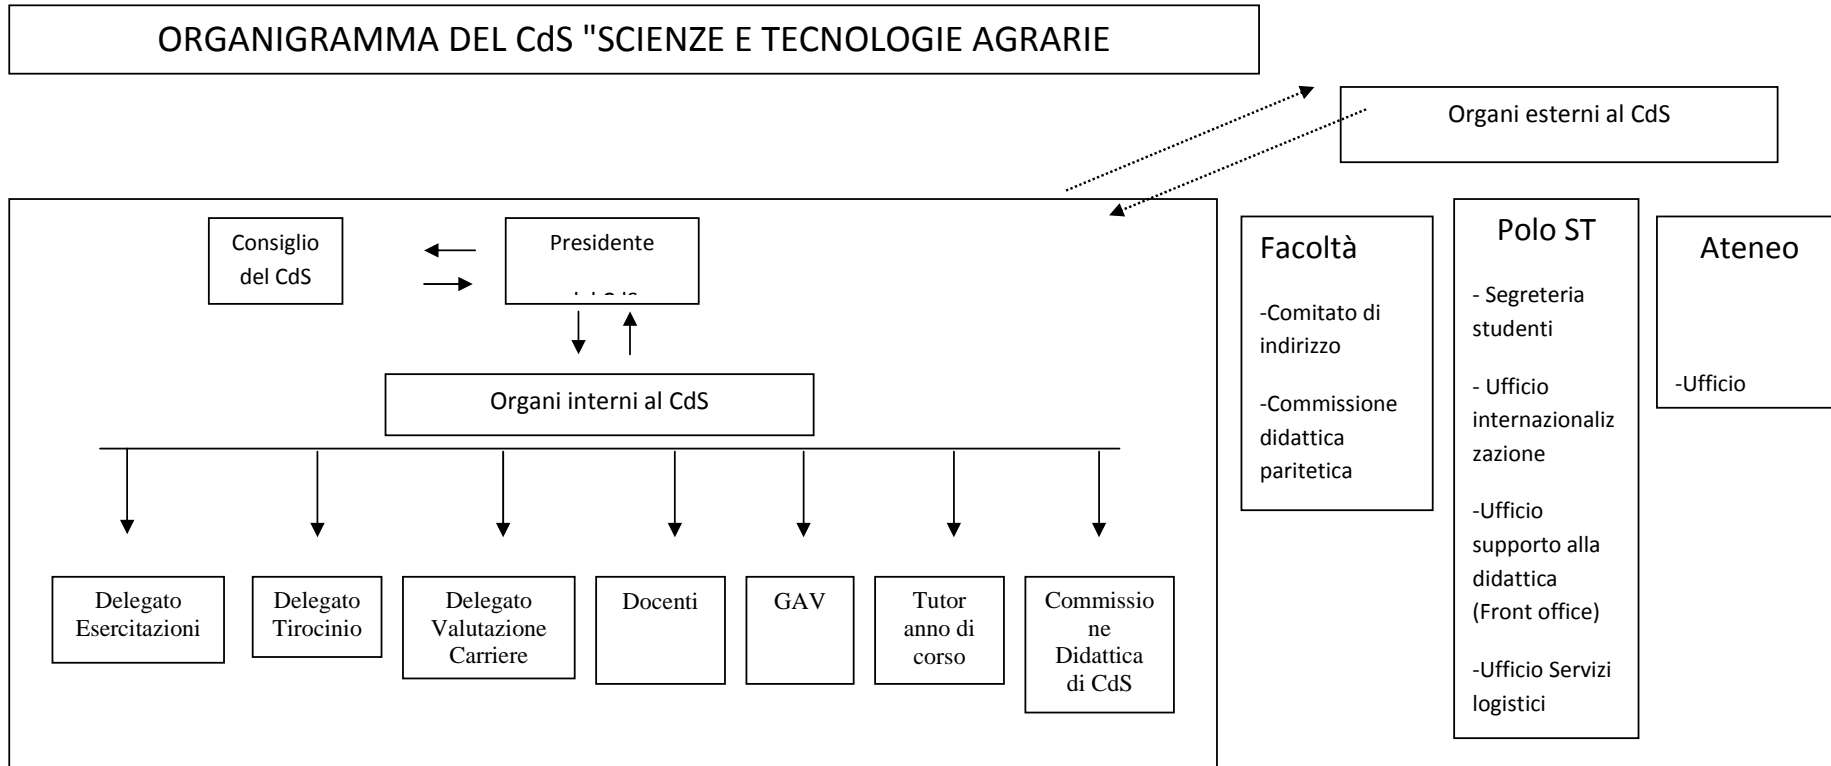 ORGANIGRAMMA DEL CdS "SCIENZE E TECNOLOGIE AGRARIE
Organi esterni al CdS
Consiglio
del CdS
Presidente
Organi interni al CdS
Delegato
Esercitazioni
Delegato
Tirocinio
Delegato
Valutazione
Carriere
Docenti
GAV
Tutor
anno di
corso
Commissio
ne
Didattica
di CdS
Facoltà
-Comitato di
indirizzo
-Commissione
didattica
paritetica
Polo ST
- Segreteria
studenti
- Ufficio
internazionaliz
zazione
-Ufficio
supporto alla
didattica
(Front office)
-Ufficio Servizi
logistici
Ateneo
-Ufficio